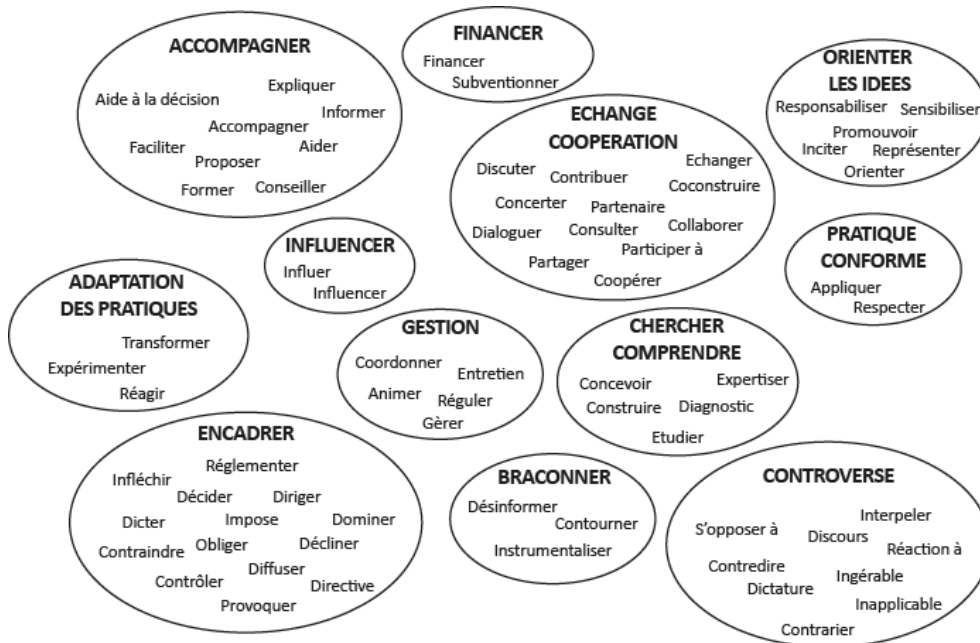 ACCOMPAGNER
Expliquer
Aide à la décision
Informer
Accompagner
Faciliter
Aider
Proposer
Former
Conseiller
FINANCER
Financer
Subventionner
ORIENTER
LES IDEES
Responsabiliser
Sensibiliser
Promouvoir
Inciter
Représenter
Orienter
ECHANGE
COOPERATION
Discuter
Echanger
Contribuer
Coconstruire
Concerter
Partenaire
Dialoguer
Consulter
Collaborer
Participer à
Partager
Coopérer
INFLUENCER
Influer
Influencer
PRATIQUE
CONFORME
Appliquer
Respecter
ADAPTATION
DES PRATIQUES
Transformer
Expérimenter
Réagir
GESTION
Coordonner
Entretien
Animer
Réguler
Gèrer
CHERCHER
COMPRENDRE
Concevoir
Expertiser
Construire
Diagnostic
Etudier
ENCADRER
Infléchir
Réglementer
Décider
Diriger
Dicter
Impose
Dominer
Contraindre
Obliger
Décliner
Contrôler
Diffuser
Directive
Provoquer
BRACONNER
Désinformer
Contourner
Instrumentaliser
CONTROVERSE
Interpeler
S'opposer à
Discours
Réaction à
Contredire
Ingérable
Dictature
Inapplicable
Contrarier